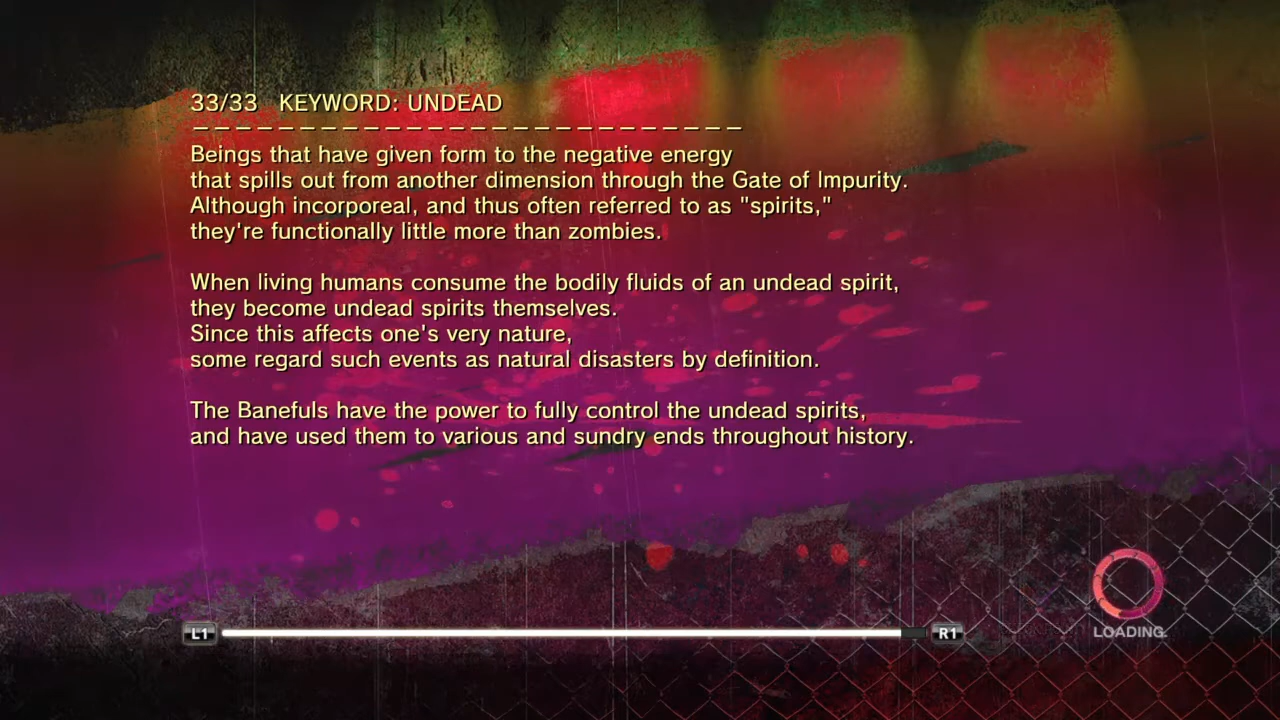 33/33 KEYWORD: UNDEAD
--------------------------
Beings that have given form to the negative energy
that spills out from another dimension through the Gate of Impurity.
Although incorporeal, and thus often referred to as "spirits,"
they're functionally little more than zombies.
When living humans consume the bodily fluids of an undead spirit,
they become undead spirits themselves.
Since this affects one's very nature,
some regard such events as natural disasters by definition.
The Banefuls have the power to fully control the undead spirits,
and have used them to various and sundry ends throughout history.
L1 R1
LOADING.